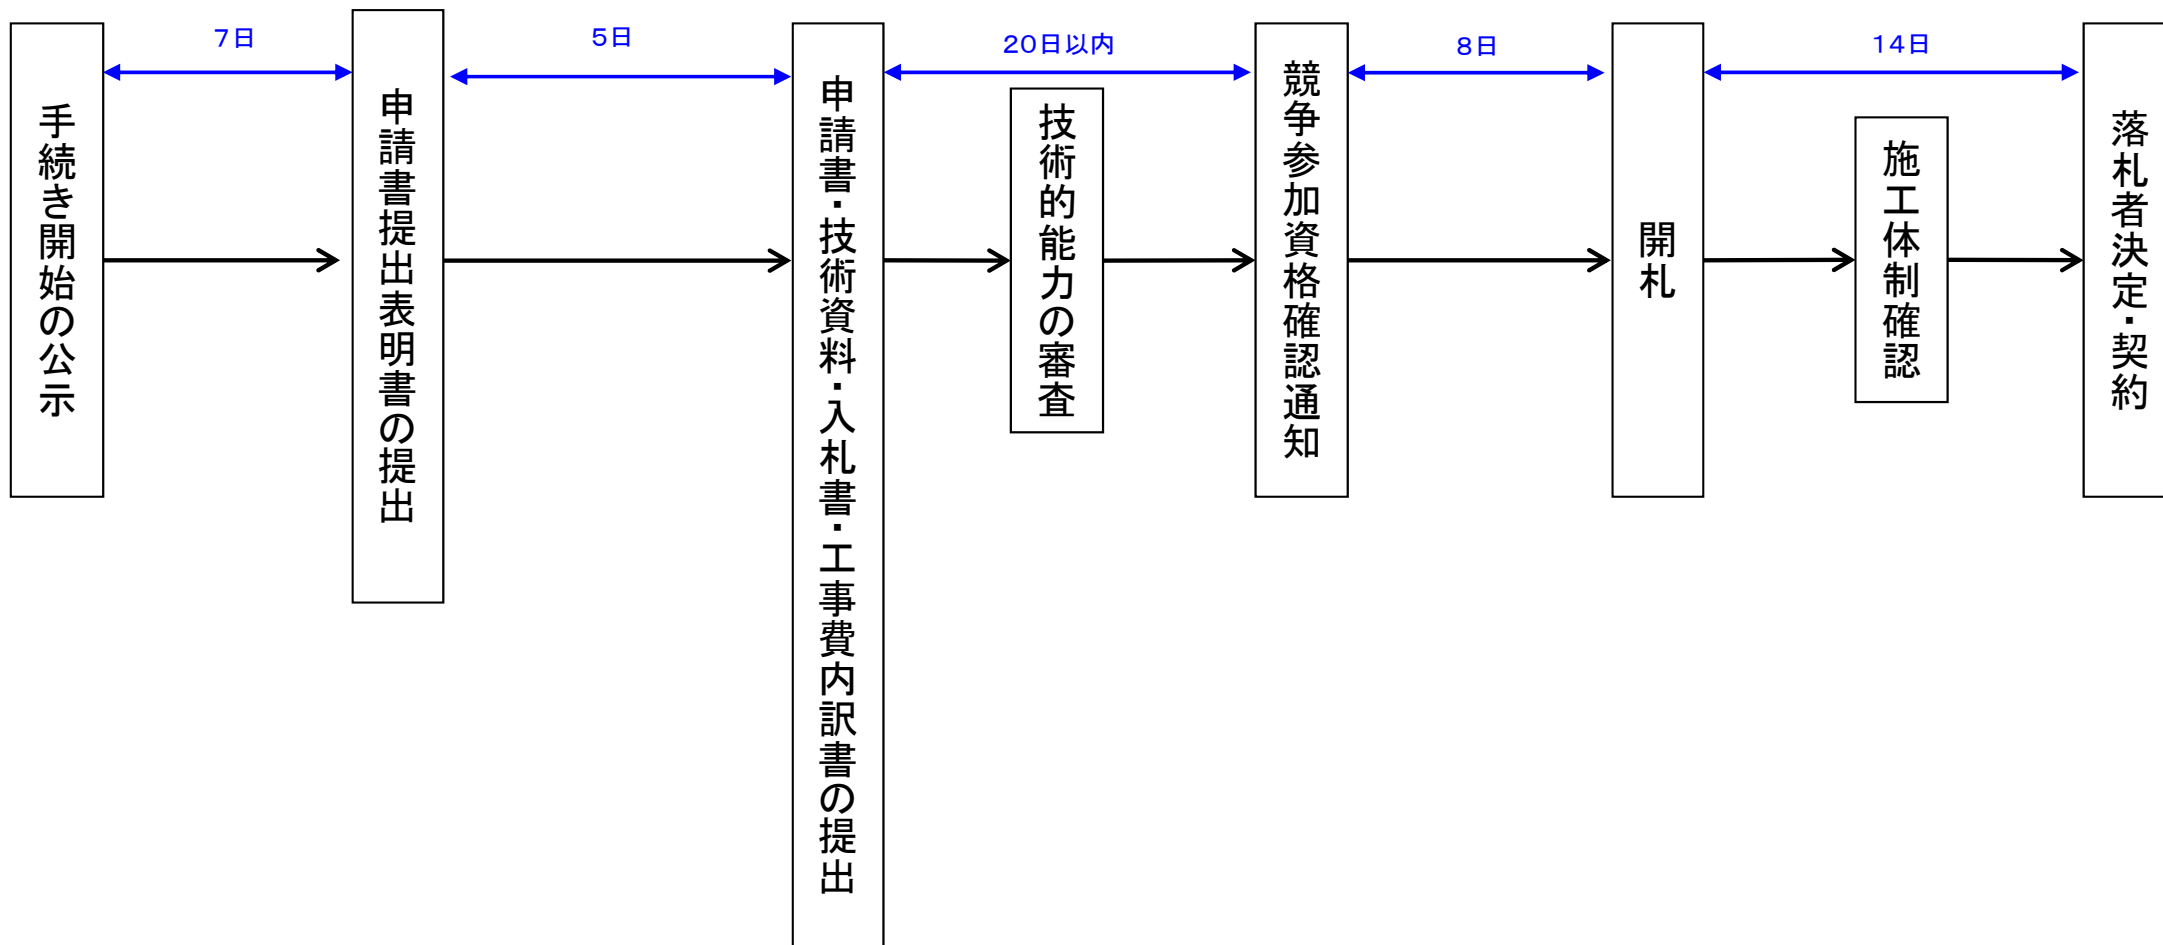 手続き開始の公示
7日
申請書提出表明書の提出
5日
申請書・技術資料・入札書・工事費内訳書の提出
20日以内
技術的能力の審査
競争参加資格確認通知
8日
開札
14日
施工体制確認
落札者決定・契約